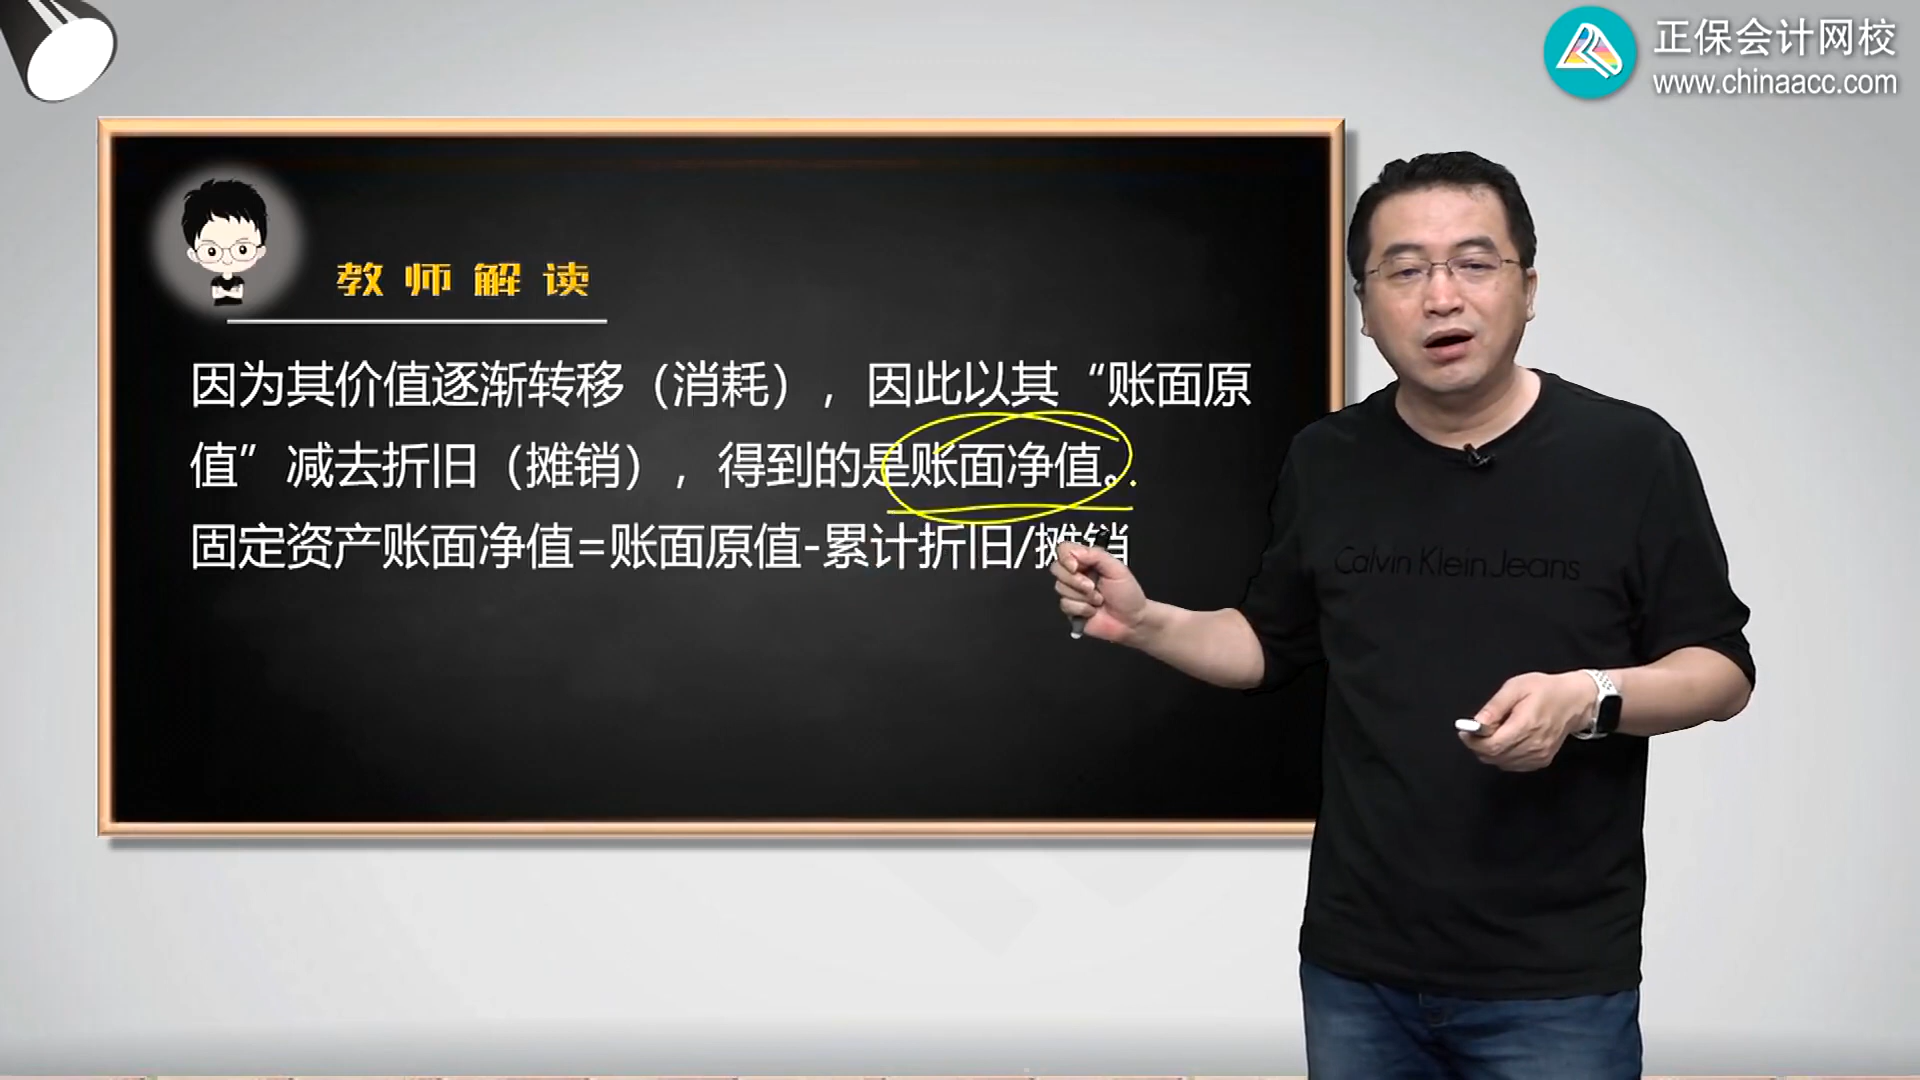 正保会计网校
www.chinaacc.com
教师解读
因为其价值逐渐转移（消耗），因此以其“账面原
值”减去折旧（摊销），得到的是账面净值。
固定资产账面净值=账面原值-累计折旧/摊销
Calvin Klein Jeans